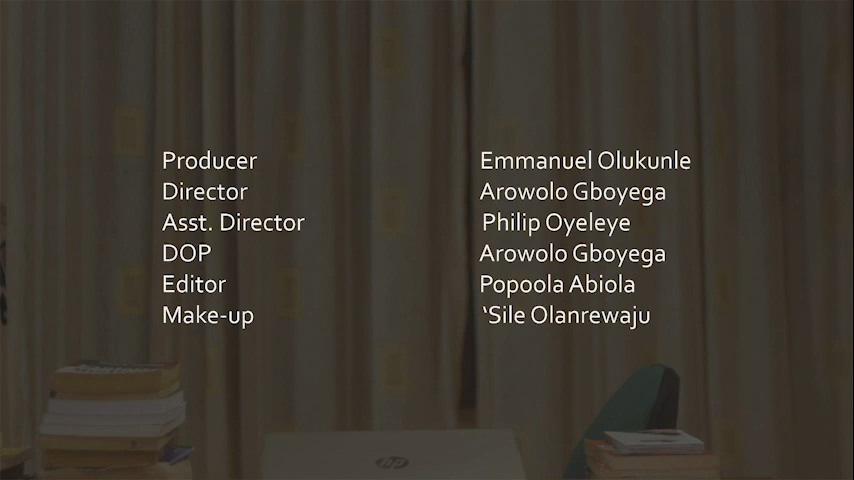 Producer Emmanuel Olukunle
Director Arowolo Gboyega
Asst. Director Philip Oyeleye
DOP Arowolo Gboyega
Editor Popoola Abiola
Make-up ‘Sile Olanrewaju
hp